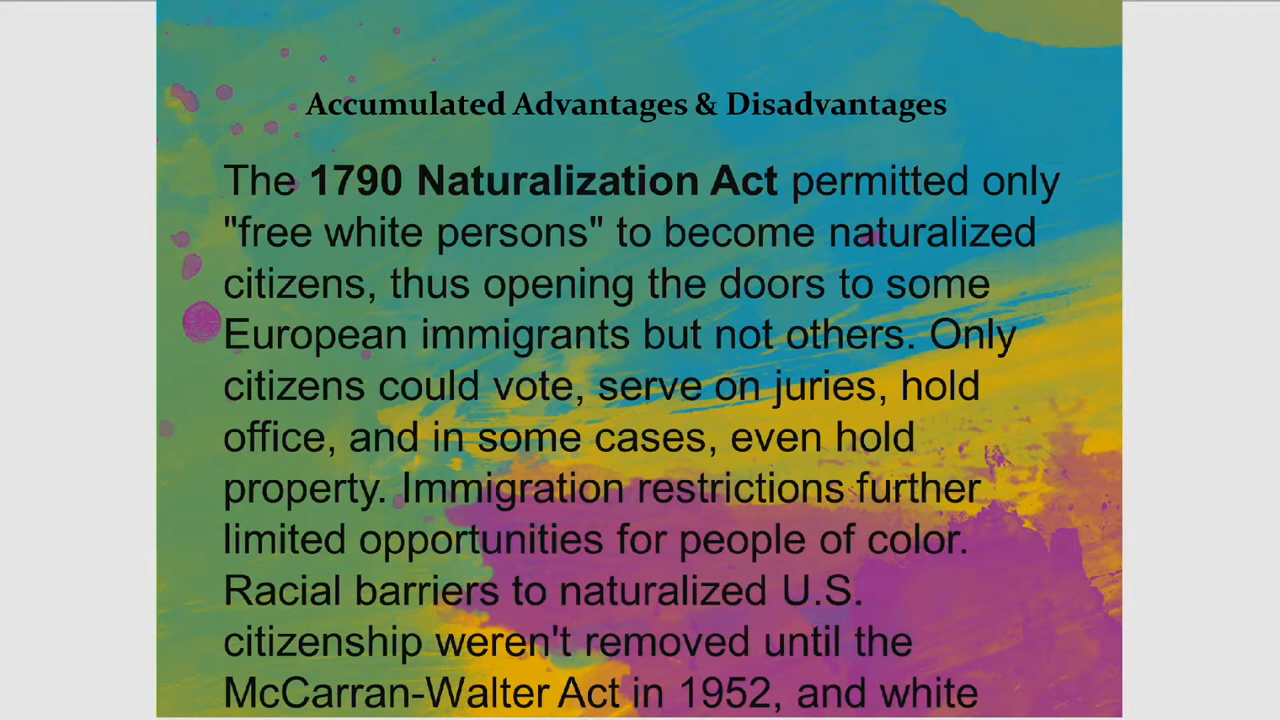 Accumulated Advantages & Disadvantages
The 1790 Naturalization Act permitted only
"free white persons" to become naturalized
citizens, thus opening the doors to some
European immigrants but not others. Only
citizens could vote, serve on juries, hold
office, and in some cases, even hold
property. Immigration restrictions further
limited opportunities for people of color.
Racial barriers to naturalized U.S.
citizenship weren't removed until the
McCarran-Walter Act in 1952, and white